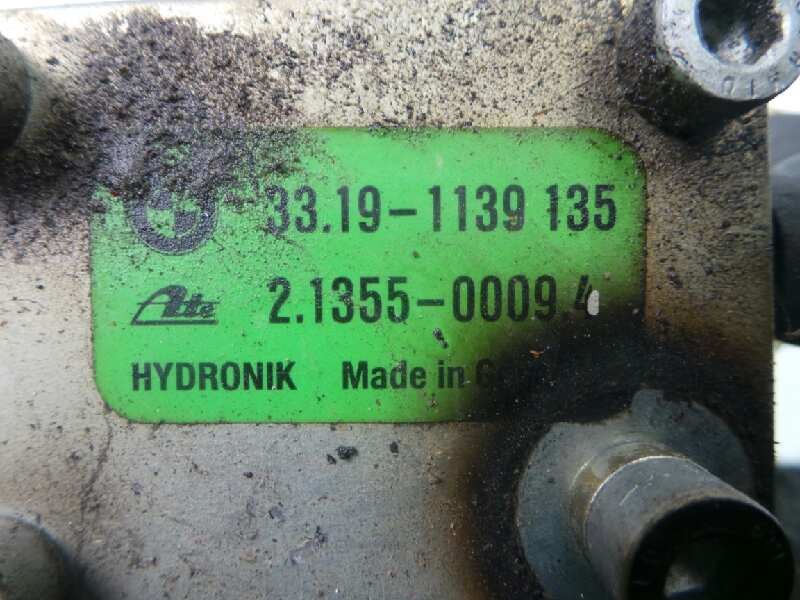 33.19-1139 135
Ate 2.1355-0009.4
HYDRONIK Made in